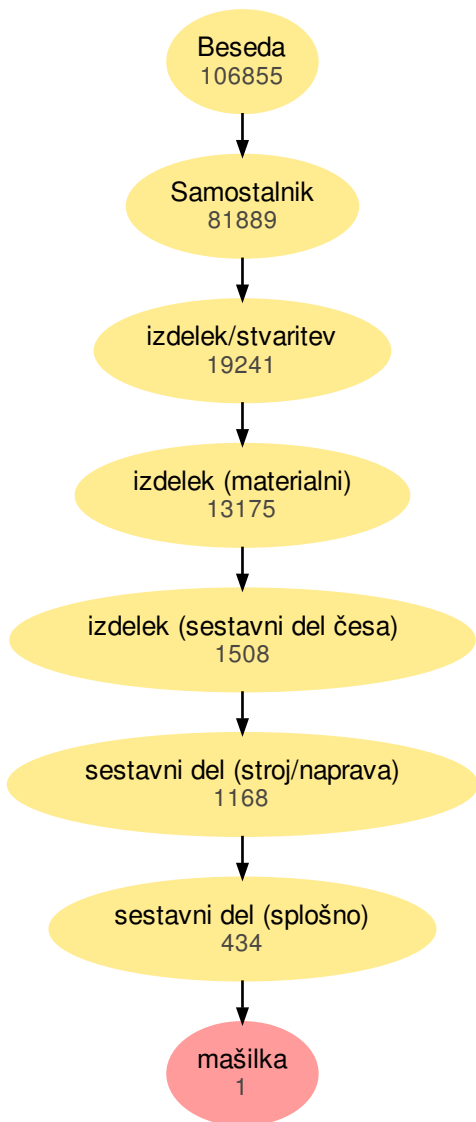 Beseda
106855
Samostalnik
81889
izdelek/stvaritev
19241
izdelek (materialni)
13175
izdelek (sestavni del česa)
1508
sestavni del (stroj/naprava)
1168
sestavni del (splošno)
434
mašilka
1